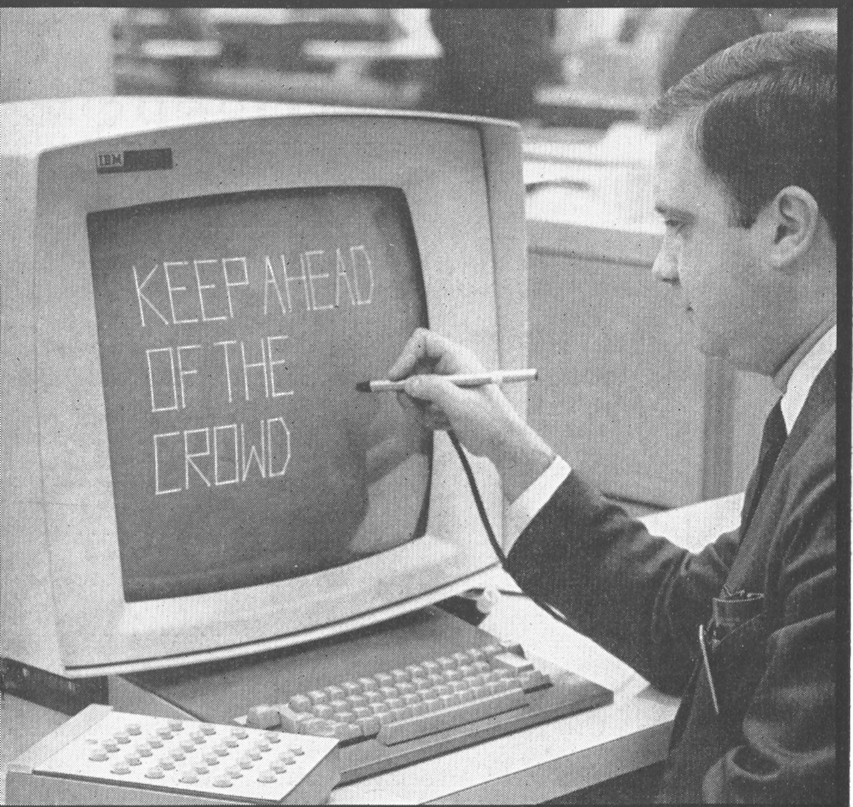 IBM
KEEP AHEAD
OF THE
CROWD